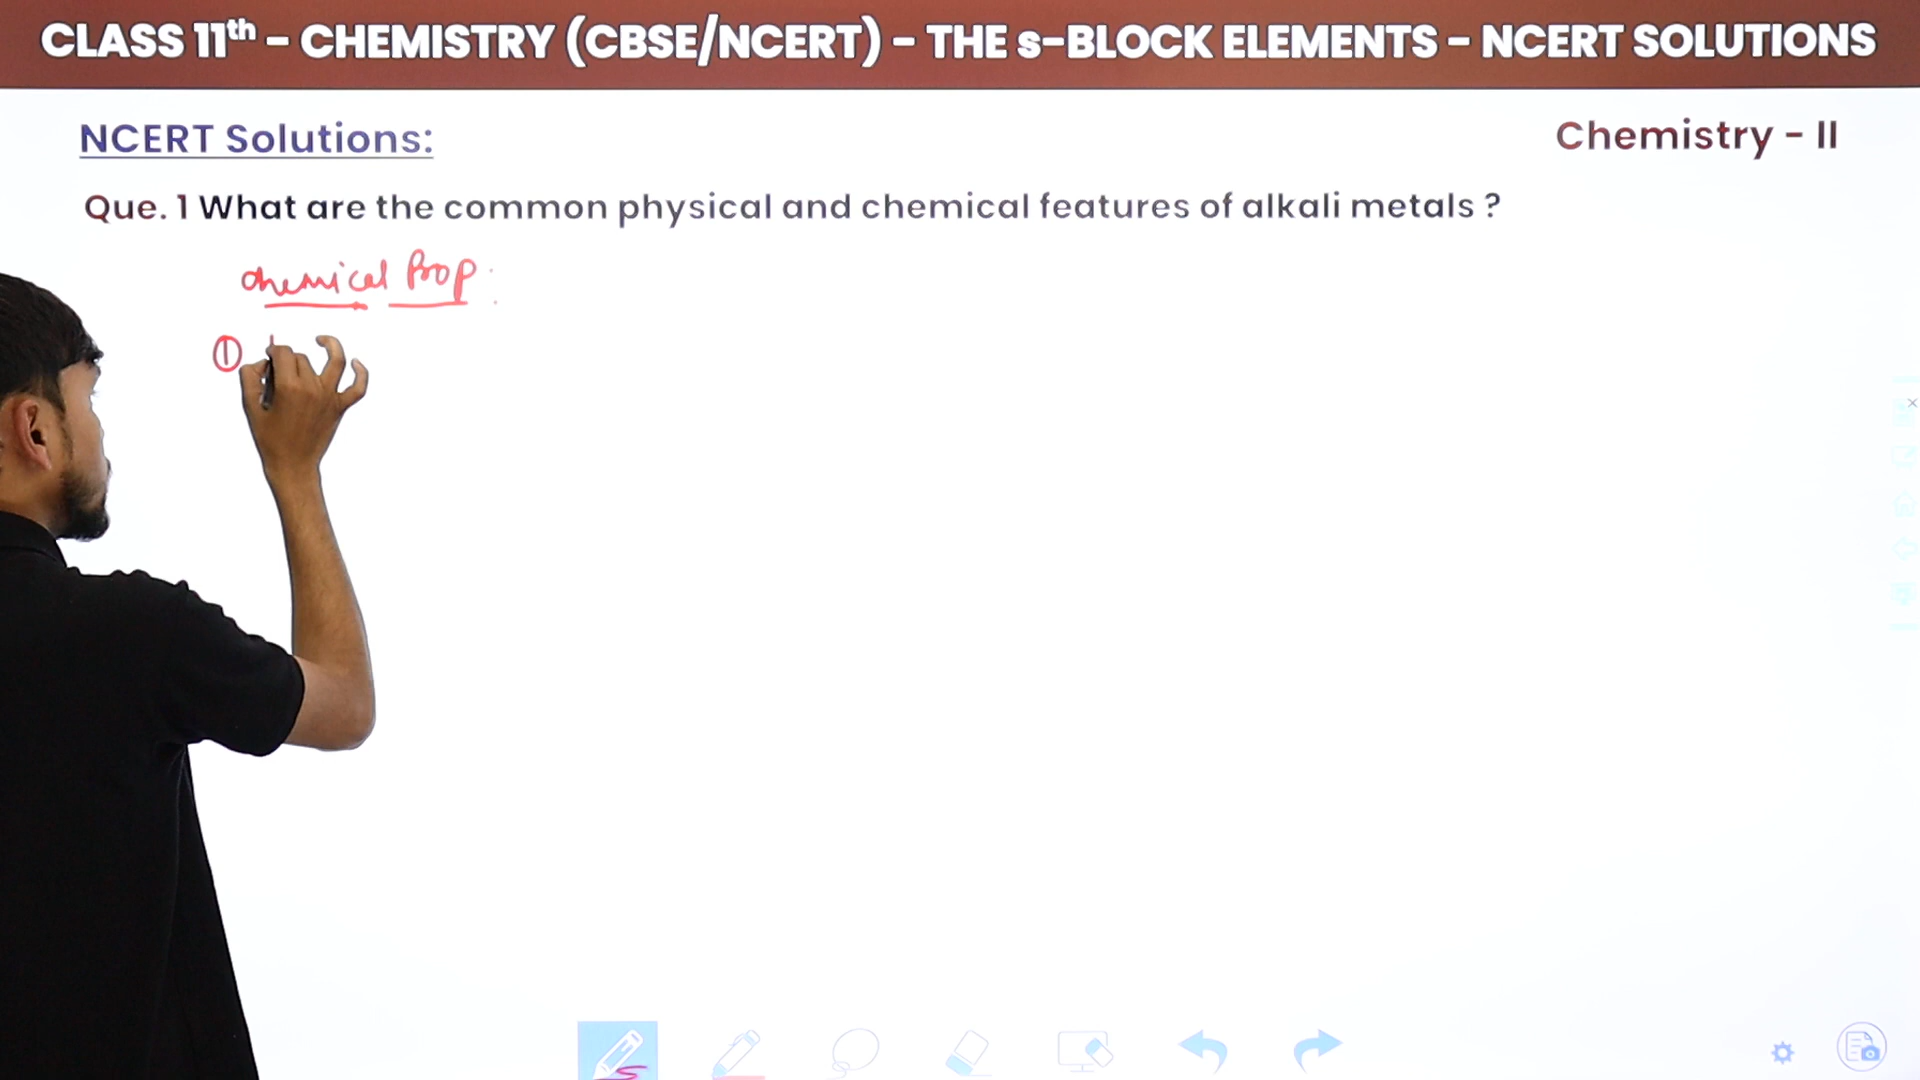 CLASS 11th - CHEMISTRY (CBSE/NCERT) - THE s-BLOCK ELEMENTS - NCERT SOLUTIONS
NCERT Solutions:
Chemistry - II
Que. 1 What are the common physical and chemical features of alkali metals ?
chemical Prop :
①